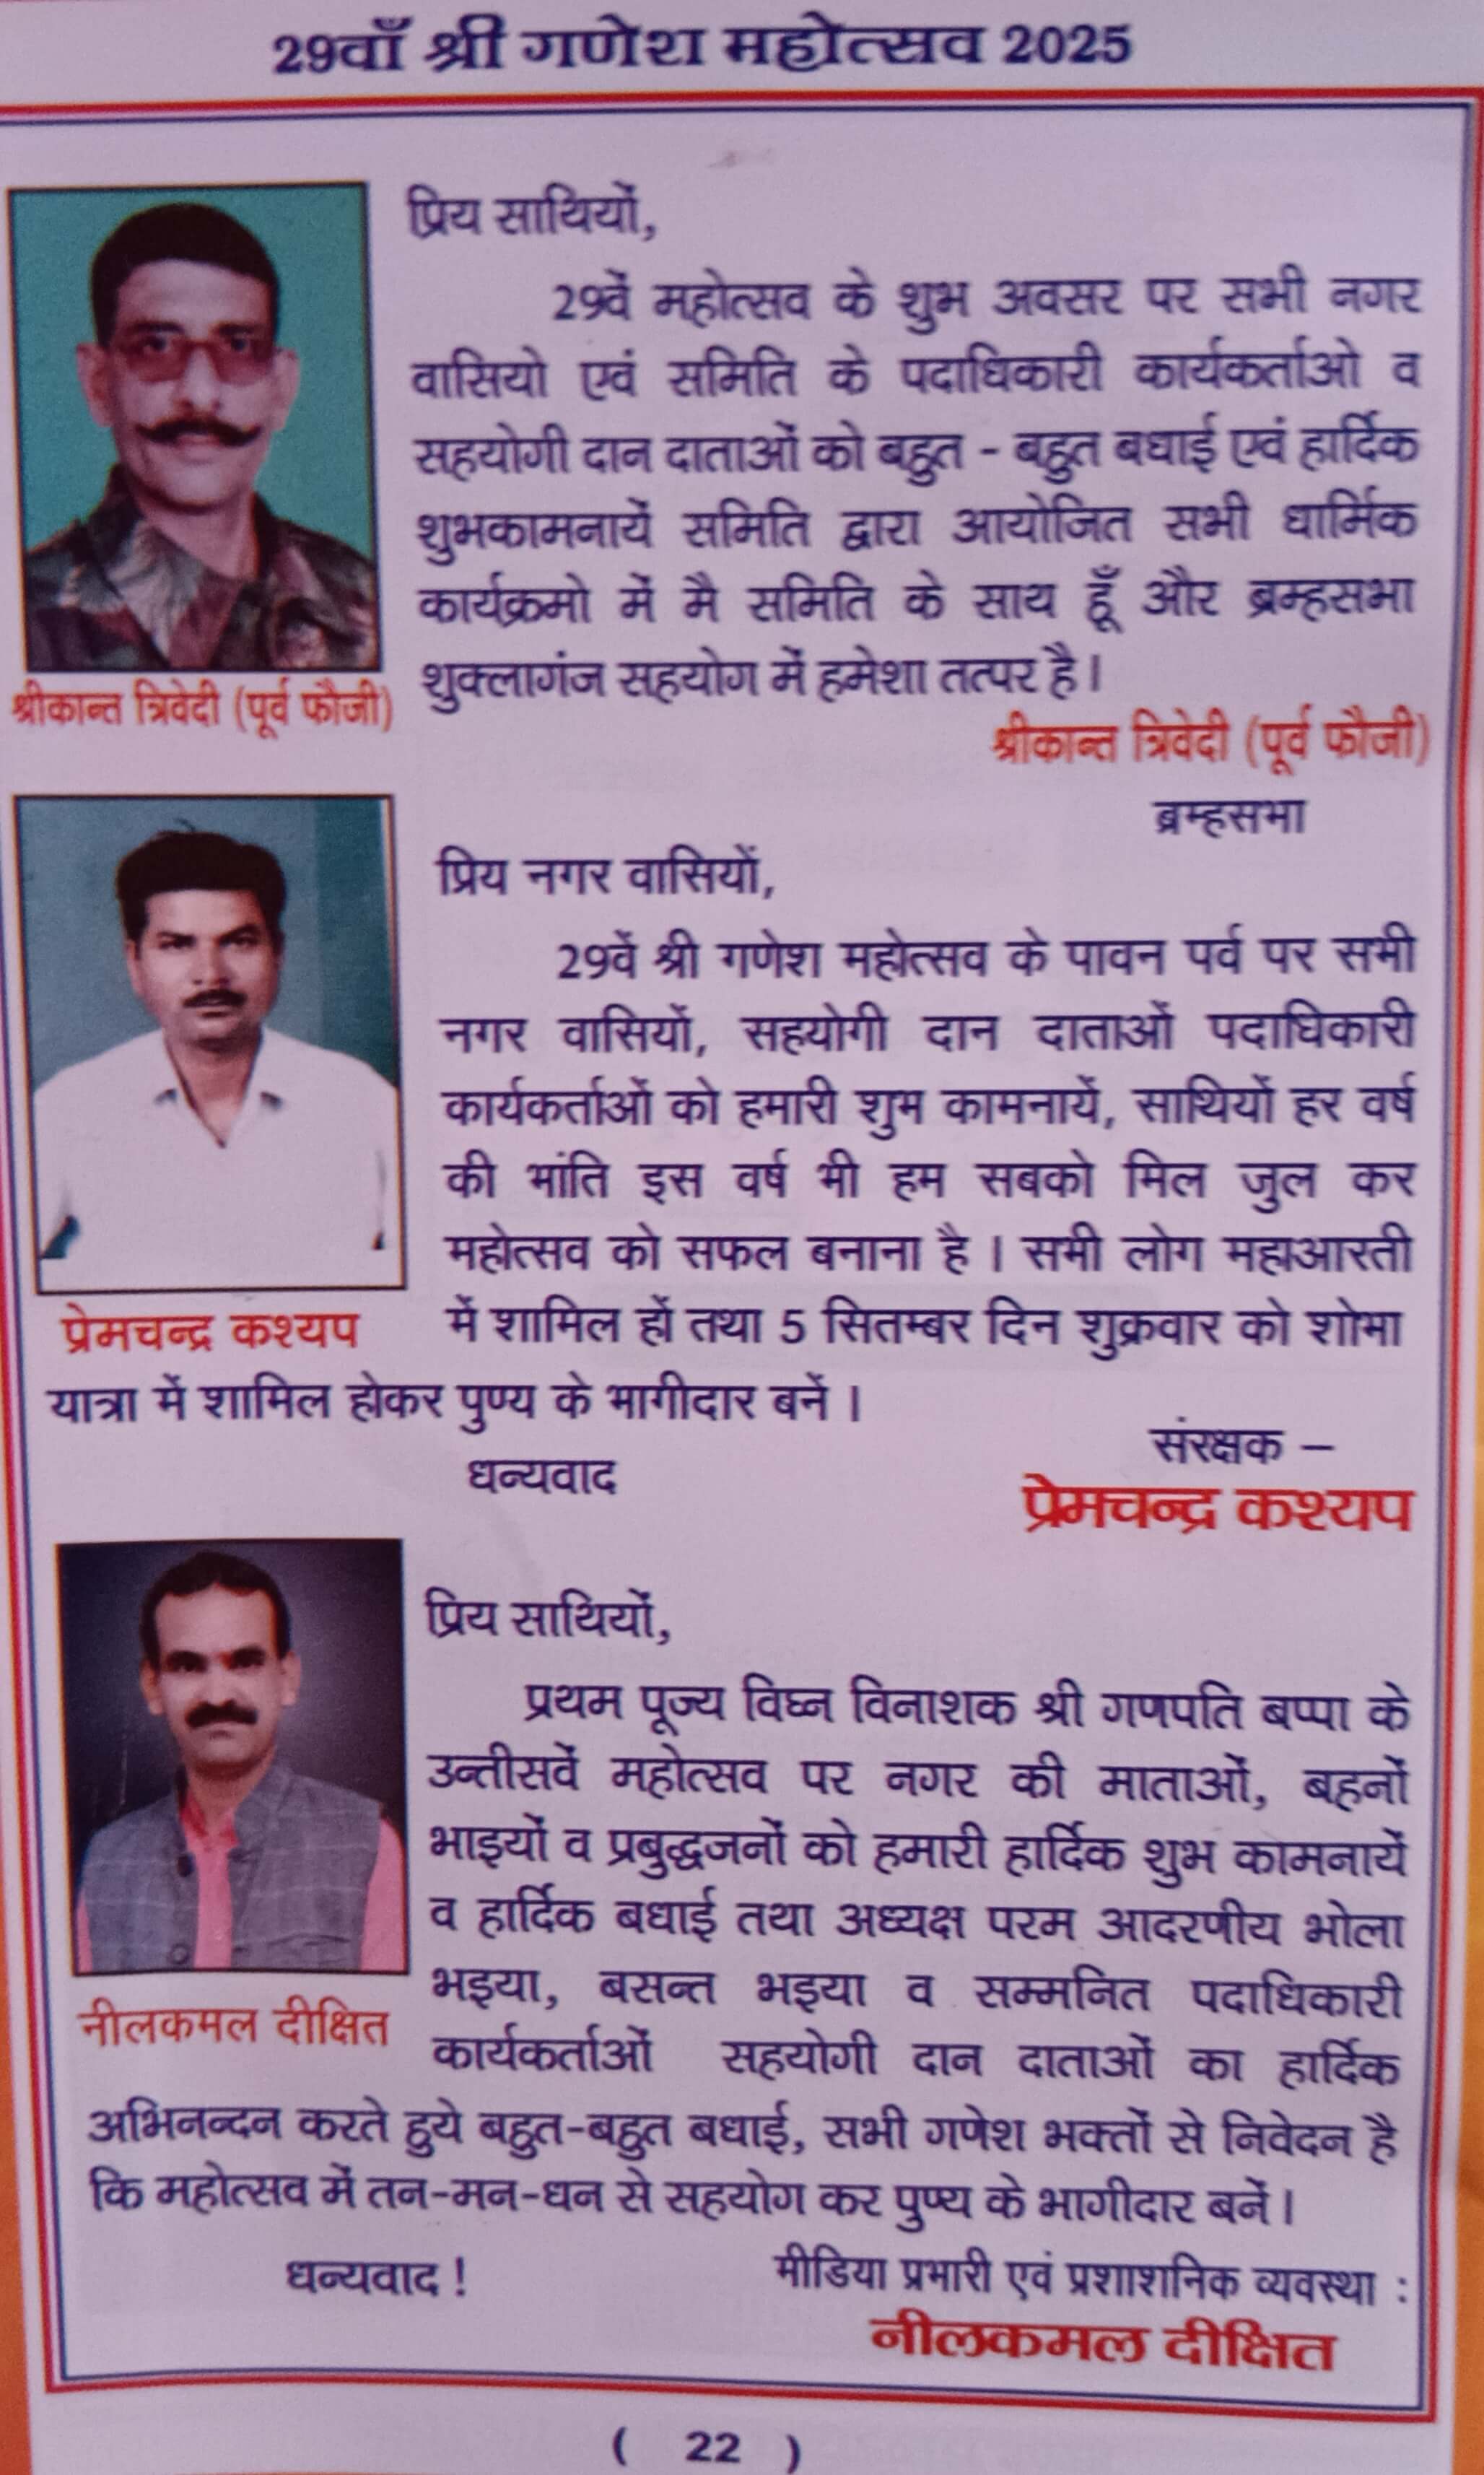 29वाँ श्री गणेश महोत्सव 2025
प्रिय साथियों,
29वें महोत्सव के शुभ अवसर पर सभी नगर
वासियो एवं समिति के पदाधिकारी कार्यकर्ताओ व
सहयोगी दान दाताओं को बहुत - बहुत बधाई एवं हार्दिक
शुभकामनायें समिति द्वारा आयोजित सभी धार्मिक
कार्यक्रमो में मै समिति के साथ हूँ और ब्रम्हसभा
शुक्लागंज सहयोग में हमेशा तत्पर है।
श्रीकान्त त्रिवेदी (पूर्व फौजी)
श्रीकान्त त्रिवेदी (पूर्व फौजी)
ब्रम्हसभा
प्रिय नगर वासियों,
29वें श्री गणेश महोत्सव के पावन पर्व पर सभी
नगर वासियों, सहयोगी दान दाताओं पदाधिकारी
कार्यकर्ताओं को हमारी शुभ कामनायें, साथियों हर वर्ष
की भांति इस वर्ष भी हम सबको मिल जुल कर
महोत्सव को सफल बनाना है । सभी लोग महाआरती
में शामिल हों तथा 5 सितम्बर दिन शुक्रवार को शोभा
प्रेमचन्द्र कश्यप
यात्रा में शामिल होकर पुण्य के भागीदार बनें ।
संरक्षक –
धन्यवाद
प्रेमचन्द्र कश्यप
प्रिय साथियों,
प्रथम पूज्य विघ्न विनाशक श्री गणपति बप्पा के
उन्तीसवें महोत्सव पर नगर की माताओं, बहनों
भाइयों व प्रबुद्धजनों को हमारी हार्दिक शुभ कामनायें
व हार्दिक बधाई तथा अध्यक्ष परम आदरणीय भोला
भइया, बसन्त भइया व सम्मनित पदाधिकारी
कार्यकर्ताओं सहयोगी दान दाताओं का हार्दिक
नीलकमल दीक्षित
अभिनन्दन करते हुये बहुत-बहुत बधाई, सभी गणेश भक्तों से निवेदन है
कि महोत्सव में तन-मन-धन से सहयोग कर पुण्य के भागीदार बनें।
धन्यवाद !
मीडिया प्रभारी एवं प्रशाशनिक व्यवस्था :
नीलकमल दीक्षित
( 22 )